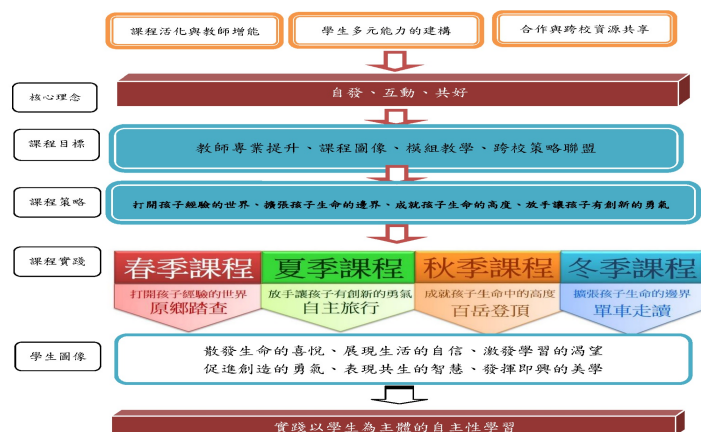 課程活化與教師增能
學生多元能力的建構
合作與跨校資源共享
核心理念
自發、互動、共好
課程目標
教師專業提升、課程圖像、模組教學、跨校策略聯盟
課程策略
打開孩子經驗的世界、擴張孩子生命的邊界、成就孩子生命的高度、放手讓孩子有創新的勇氣
課程實踐
春季課程
打開孩子經驗的世界
原鄉踏查
夏季課程
放手讓孩子有創新的勇氣
自主旅行
秋季課程
成就孩子生命中的高度
百岳登頂
冬季課程
擴張孩子生命的邊界
單車走讀
學生圖像
散發生命的喜悅、展現生活的自信、激發學習的渴望
促進創造的勇氣、表現共生的智慧、發揮即興的美學
實踐以學生為主體的自主性學習